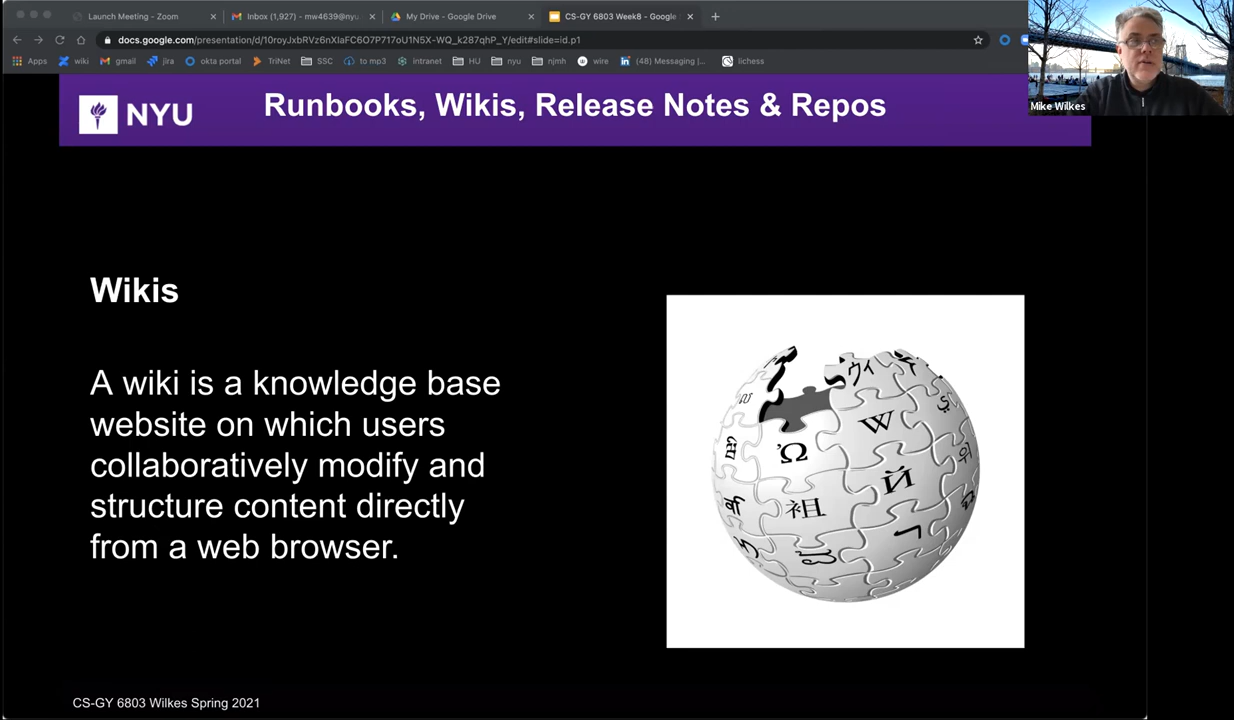 Launch Meeting - Zoom
Inbox (1,927) - mw4639@nyu
My Drive - Google Drive
CS-GY 6803 Week8 - Google
docs.google.com/presentation/d/10royJxbRVz6nXIaFC6O7P717oU1N5X-WQ_k287qhP_Y/edit#slide=id.p1
Apps wiki gmail jira okta portal TriNet SSC to mp3 intranet HU nyu njmh wire (48) Messaging |... lichess
Mike Wilkes
NYU
Runbooks, Wikis, Release Notes & Repos
Wikis
A wiki is a knowledge base
website on which users
collaboratively modify and
structure content directly
from a web browser.
Ω
W
Й
祖
ウィ
CS-GY 6803 Wilkes Spring 2021